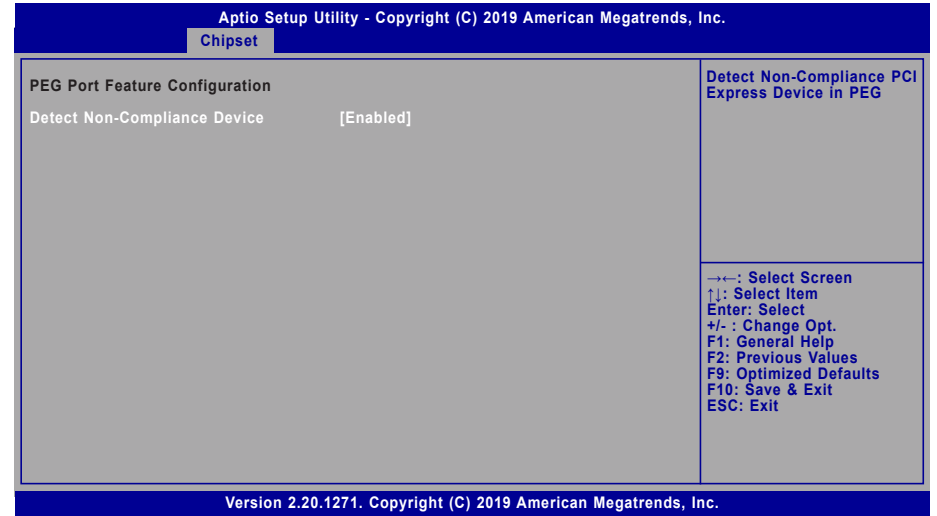 Aptio Setup Utility - Copyright (C) 2019 American Megatrends, Inc.
Chipset
PEG Port Feature Configuration
Detect Non-Compliance Device [Enabled]
Detect Non-Compliance PCI
Express Device in PEG
→←: Select Screen
↑↓: Select Item
Enter: Select
+/- : Change Opt.
F1: General Help
F2: Previous Values
F9: Optimized Defaults
F10: Save & Exit
ESC: Exit
Version 2.20.1271. Copyright (C) 2019 American Megatrends, Inc.